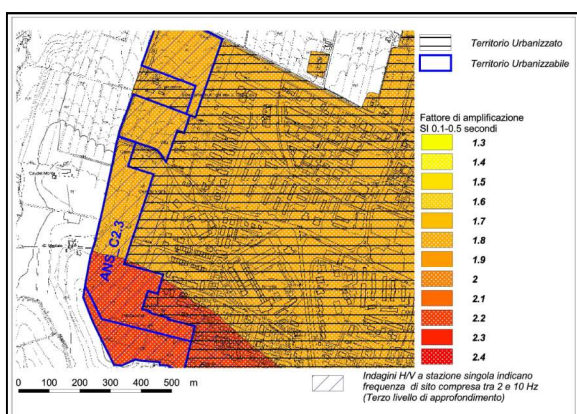 Territorio Urbanizzato
Territorio Urbanizzabile
Fattore di amplificazione
SI 0.1-0.5 secondi
1.3
1.4
1.5
1.6
1.7
1.8
1.9
2
2.1
2.2
2.3
2.4
ANS_C2.3
0 100 200 300 400 500 m
Indagini H/V a stazione singola indicano
frequenza di sito compresa tra 2 e 10 Hz
(Terzo livello di approfondimento)